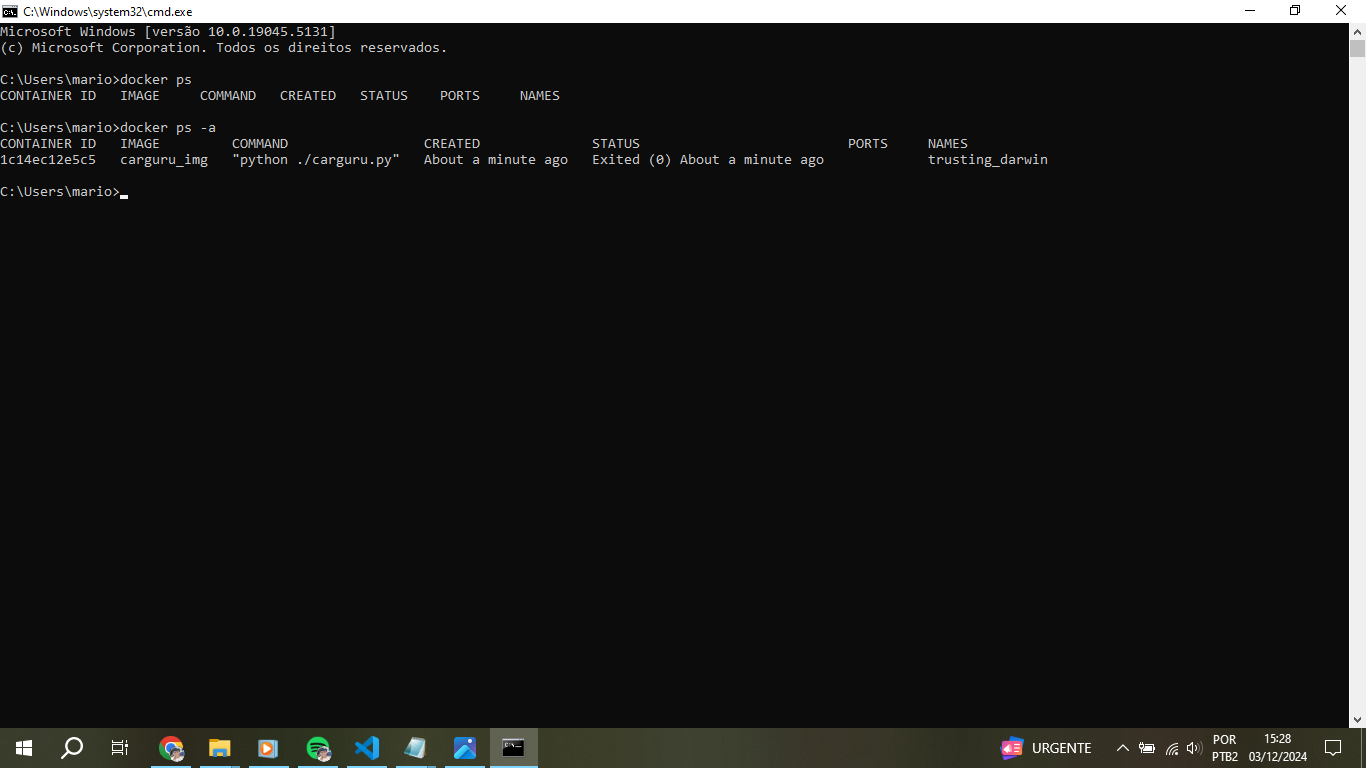 C:\Windows\system32\cmd.exe
Microsoft Windows [versão 10.0.19045.5131]
(c) Microsoft Corporation. Todos os direitos reservados.
C:\Users\mario>docker ps
CONTAINER ID   IMAGE     COMMAND   CREATED   STATUS    PORTS     NAMES
C:\Users\mario>docker ps -a
CONTAINER ID   IMAGE         COMMAND                 CREATED              STATUS                          PORTS     NAMES
1c14ec12e5c5   carguru_img   "python ./carguru.py"   About a minute ago   Exited (0) About a minute ago             trusting_darwin
C:\Users\mario>
URGENTE
POR
PTB2
15:28
03/12/2024